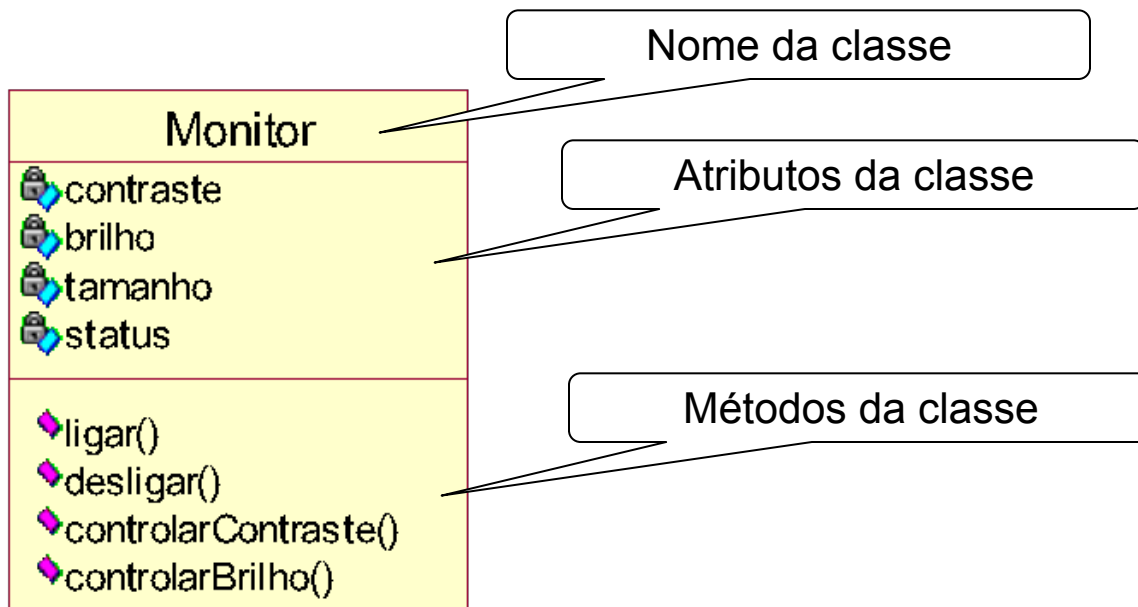 Nome da classe
Monitor
Atributos da classe
contraste
brilho
tamanho
status
Métodos da classe
ligar()
desligar()
controlarContraste()
controlarBrilho()